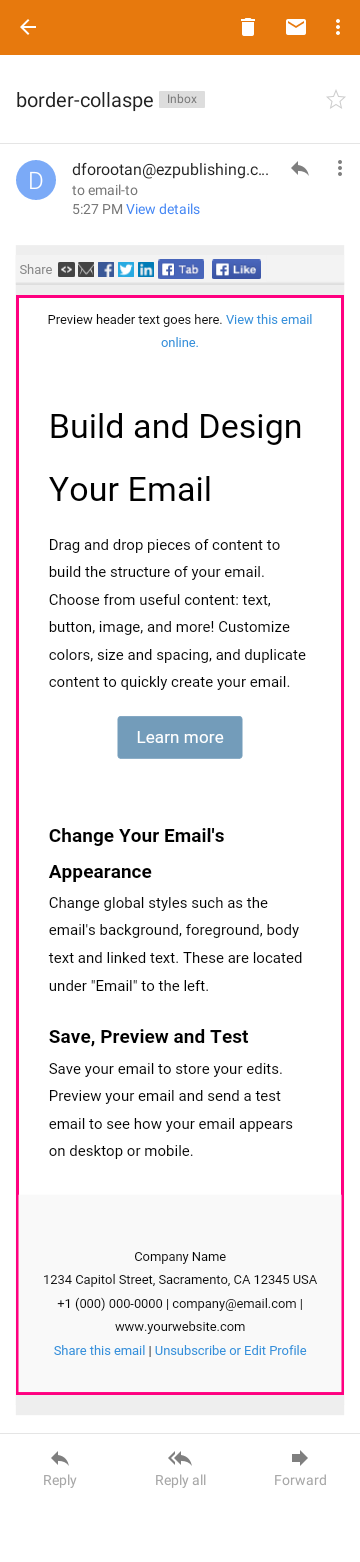 border-collaspe Inbox
D
dforootan@ezpublishing.c...
to email-to
5:27 PM View details
Share Tab Like
Preview header text goes here. View this email
online.
Build and Design
Your Email
Drag and drop pieces of content to
build the structure of your email.
Choose from useful content: text,
button, image, and more! Customize
colors, size and spacing, and duplicate
content to quickly create your email.
Learn more
Change Your Email's
Appearance
Change global styles such as the
email's background, foreground, body
text and linked text. These are located
under "Email" to the left.
Save, Preview and Test
Save your email to store your edits.
Preview your email and send a test
email to see how your email appears
on desktop or mobile.
Company Name
1234 Capitol Street, Sacramento, CA 12345 USA
+1 (000) 000-0000 | company@email.com |
www.yourwebsite.com
Share this email | Unsubscribe or Edit Profile
Reply Reply all Forward